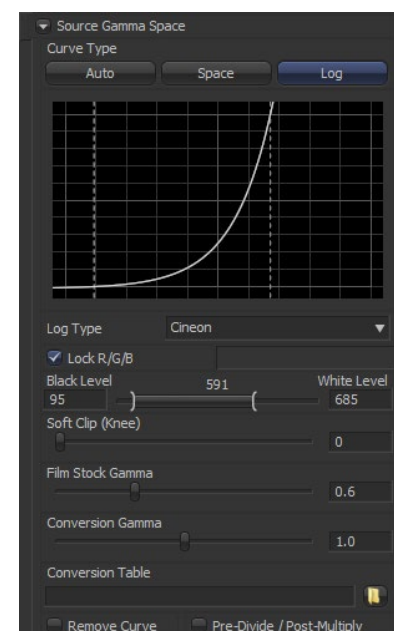 Source Gamma Space
Curve Type
Auto Space Log
Log Type Cineon
Lock R/G/B
Black Level 591 White Level
95 685
Soft Clip (Knee)
0
Film Stock Gamma
0.6
Conversion Gamma
1.0
Conversion Table
Remove Curve Pre-Divide / Post-Multiply